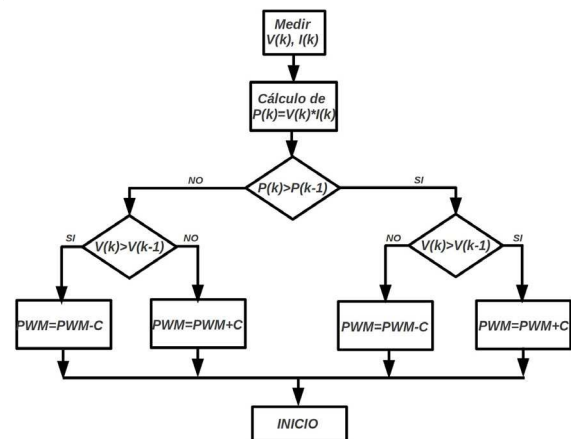 Medir
V(k), I(k)
Cálculo de
P(k)=V(k)*I(k)
NO
P(k)>P(k-1)
SI
SI
V(k)>V(k-1)
NO
NO
V(k)>V(k-1)
SI
PWM=PWM-C
PWM=PWM+C
PWM=PWM-C
PWM=PWM+C
INICIO